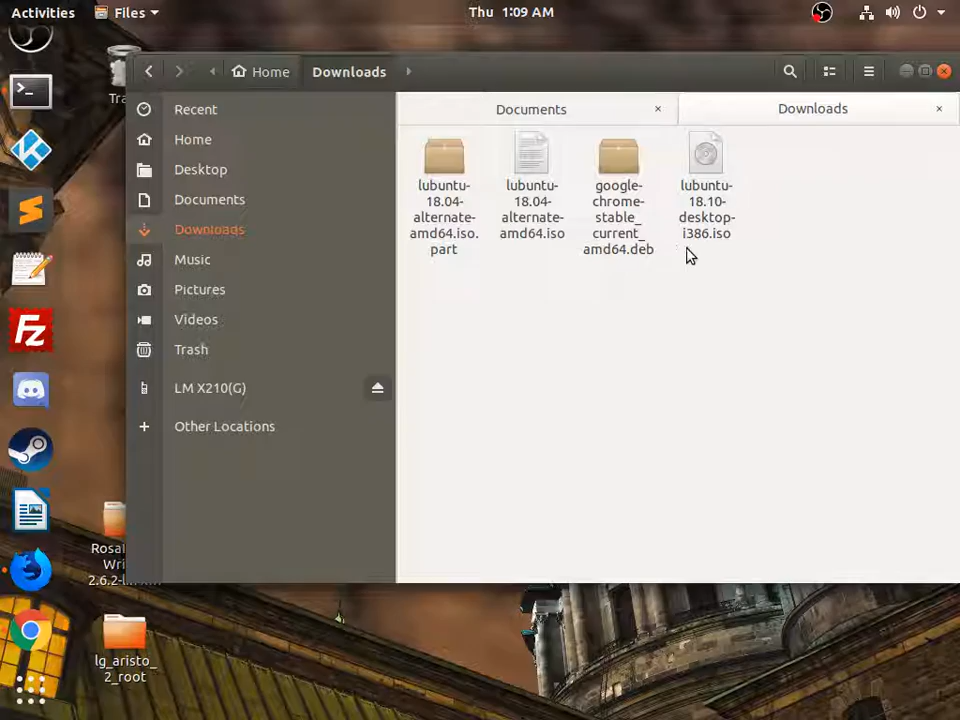 Activities
Files
Thu 1:09 AM
Home
Downloads
Recent
Home
Desktop
Documents
Downloads
Music
Pictures
Videos
Trash
LM X210(G)
Other Locations
Documents
Downloads
lubuntu-
18.04-
alternate-
amd64.iso.
part
lubuntu-
18.04-
alternate-
amd64.iso
google-
chrome-
stable_
current_
amd64.deb
lubuntu-
18.10-
desktop-
i386.iso
lg_aristo_
2_root